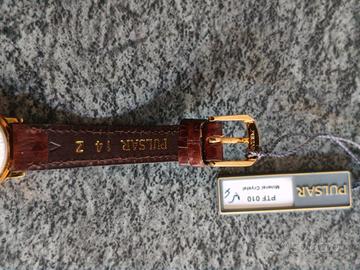 PULSAR 14 Z
PULSAR
PTF 010
Mineral Crystal